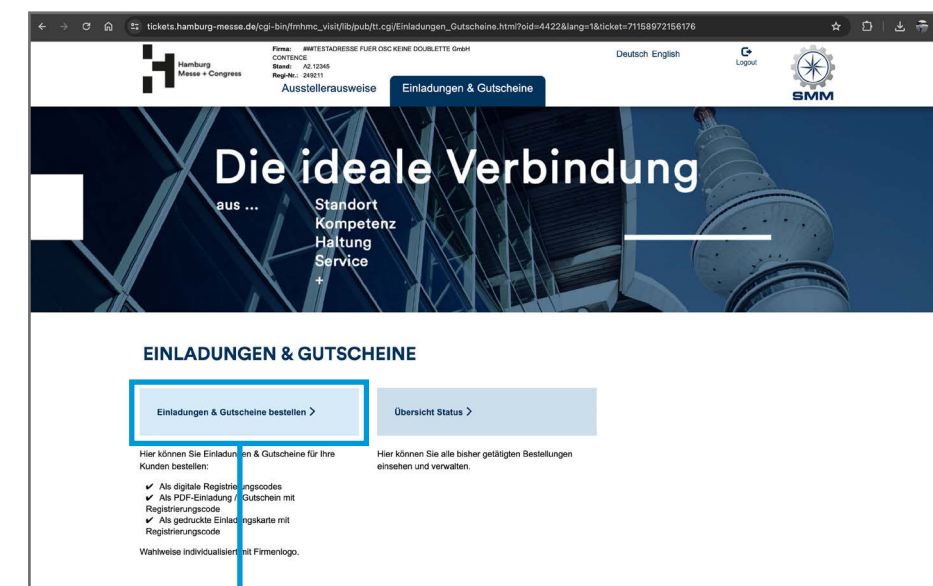 tickets.hamburg-messe.de/cgi-bin/fmhmc_visit/lib/pub/tt.cgi/Einladungen_Gutscheine.html?oid=4422&lang=1&ticket=71158972156176
Hamburg
Messe + Congress
Firma: ###TESTADRESSE FUER OSC KEINE DOUBLETTE GmbH
CONTENCE
Stand: A2.12345
Regi-Nr.: 249211
Deutsch English
Logout
SMM
Ausstellerausweise Einladungen & Gutscheine
Die ideale Verbindung
aus ... Standort
Kompetenz
Haltung
Service
+
EINLADUNGEN & GUTSCHEINE
Einladungen & Gutscheine bestellen >
Übersicht Status >
Hier können Sie Einladungen & Gutscheine für Ihre
Kunden bestellen:
✔ Als digitale Registrierungscodes
✔ Als PDF-Einladung / Gutschein mit
Registrierungscode
✔ Als gedruckte Einladungskarte mit
Registrierungscode
Wahlweise individualisiert mit Firmenlogo.
Hier können Sie alle bisher getätigten Bestellungen
einsehen und verwalten.